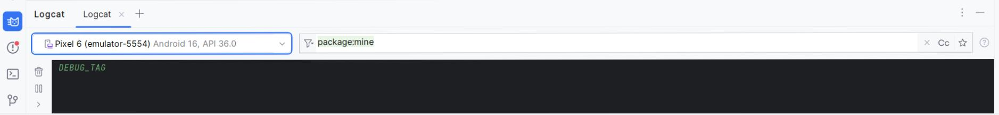 Logcat Logcat
Pixel 6 (emulator-5554) Android 16, API 36.0 package:mine Cc
DEBUG_TAG